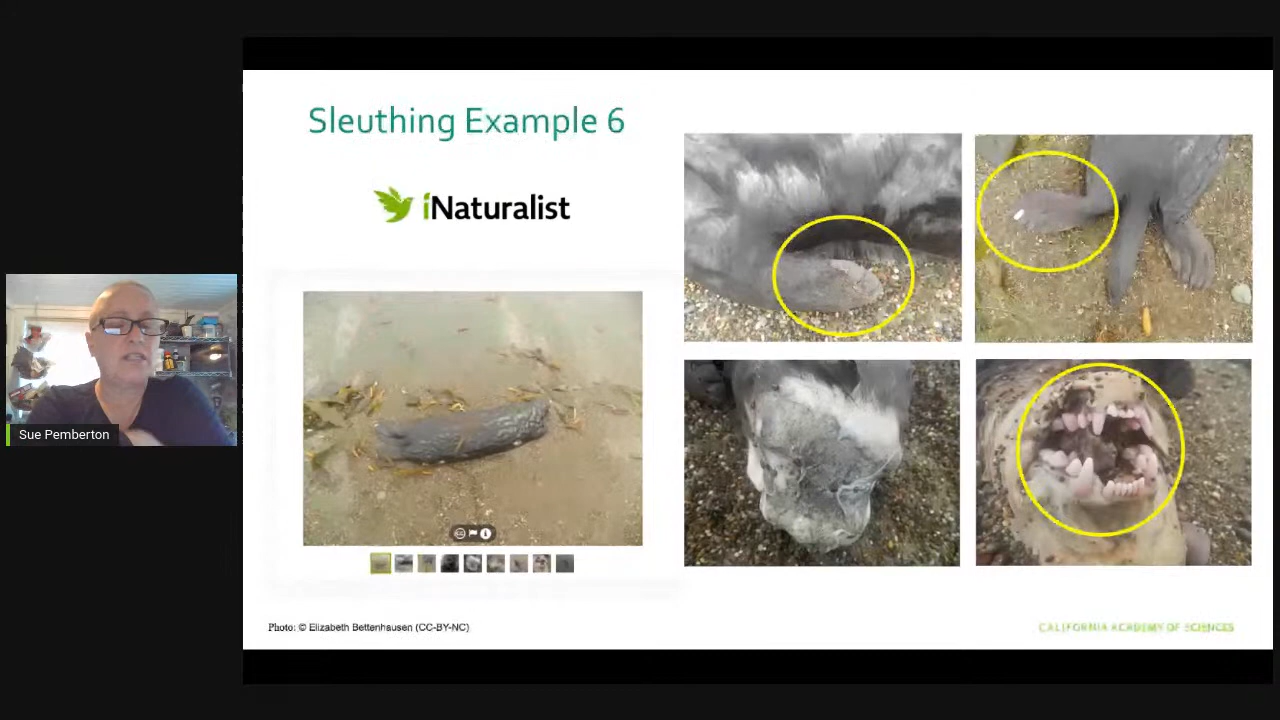 Sleuthing Example 6
iNaturalist
Sue Pemberton
Photo: © Elizabeth Bettenhausen (CC-BY-NC)
CALIFORNIA ACADEMY OF SCIENCES